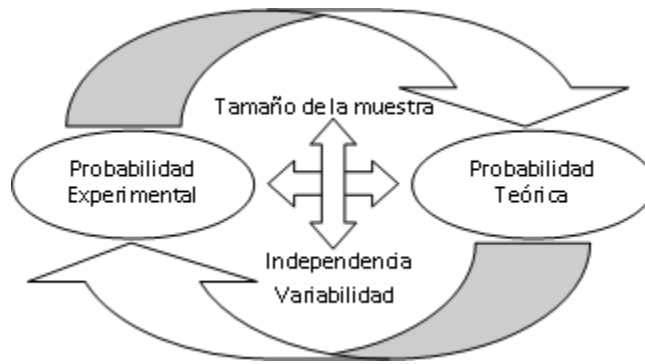 Tamaño de la muestra
Probabilidad
Experimental
Probabilidad
Teórica
Independencia
Variabilidad